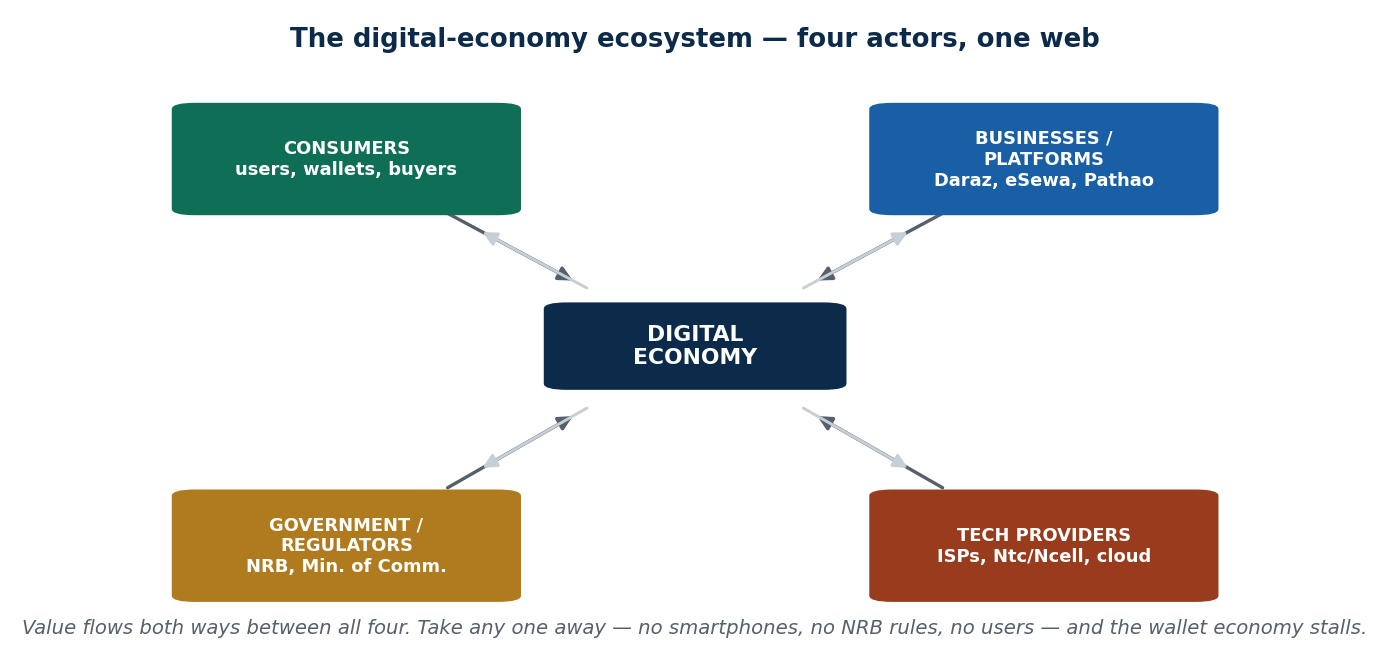 The digital-economy ecosystem — four actors, one web
CONSUMERS
users, wallets, buyers
BUSINESSES /
PLATFORMS
Daraz, eSewa, Pathao
DIGITAL
ECONOMY
GOVERNMENT /
REGULATORS
NRB, Min. of Comm.
TECH PROVIDERS
ISPs, Ntc/Ncell, cloud
Value flows both ways between all four. Take any one away — no smartphones, no NRB rules, no users — and the wallet economy stalls.